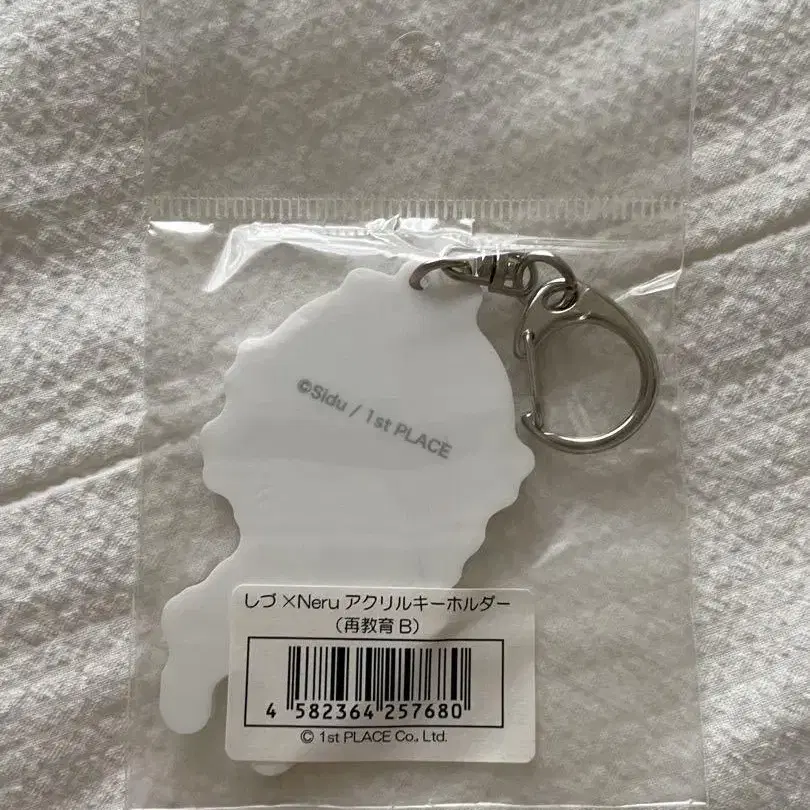 ©Sidu / 1st PLACE
しづ×Neru アクリルキーホルダー
（再教育 B）
4 582364 257680
© 1st PLACE Co., Ltd.